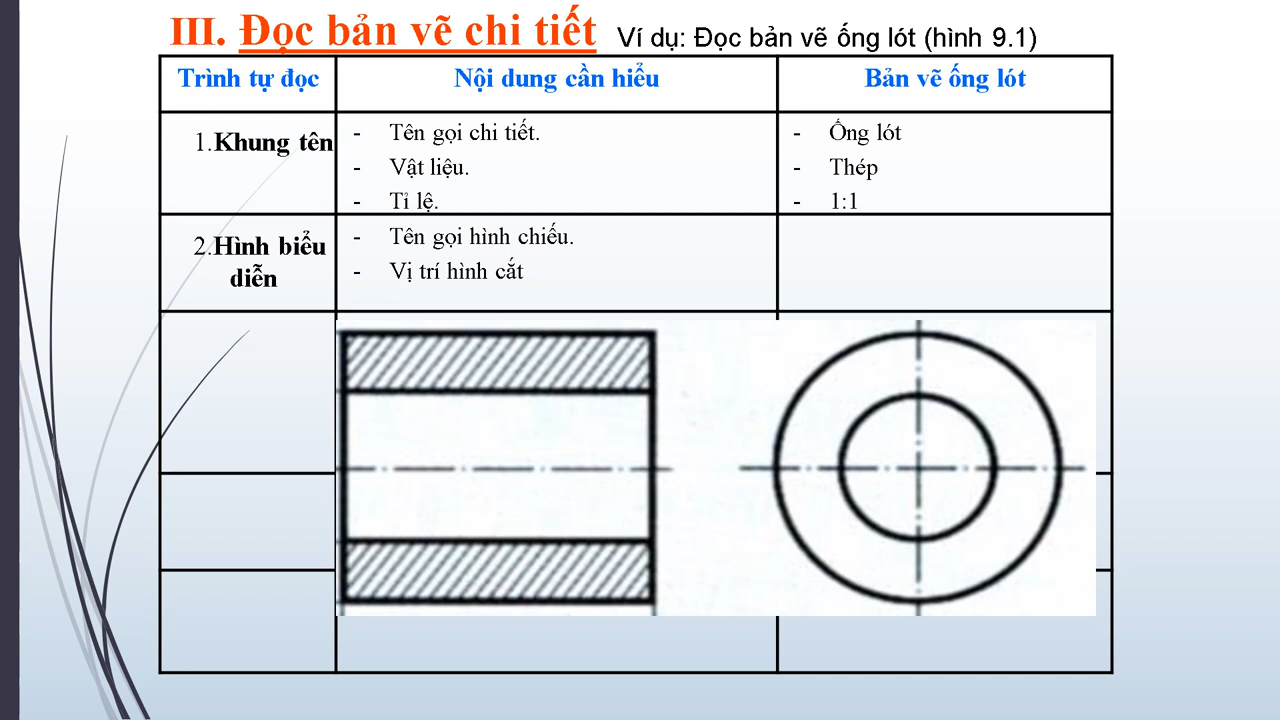 III. Đọc bản vẽ chi tiết Ví dụ: Đọc bản vẽ ống lót (hình 9.1)
Trình tự đọc Nội dung cần hiểu Bản vẽ ống lót
1.Khung tên
- Tên gọi chi tiết.
- Vật liệu.
- Tỉ lệ.
- Ống lót
- Thép
- 1:1
2.Hình biểu
diễn
- Tên gọi hình chiếu.
- Vị trí hình cắt